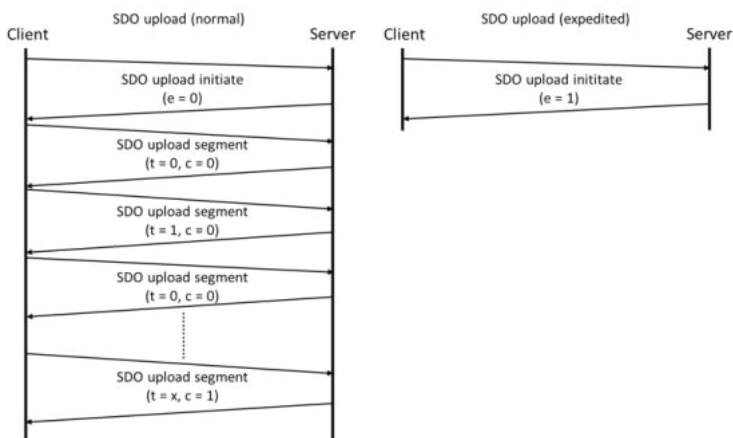 SDO upload (normal)
Client
Server
SDO upload initiate
(e = 0)
SDO upload segment
(t = 0, c = 0)
SDO upload segment
(t = 1, c = 0)
SDO upload segment
(t = 0, c = 0)
SDO upload segment
(t = x, c = 1)
SDO upload (expedited)
Client
Server
SDO upload inititate
(e = 1)